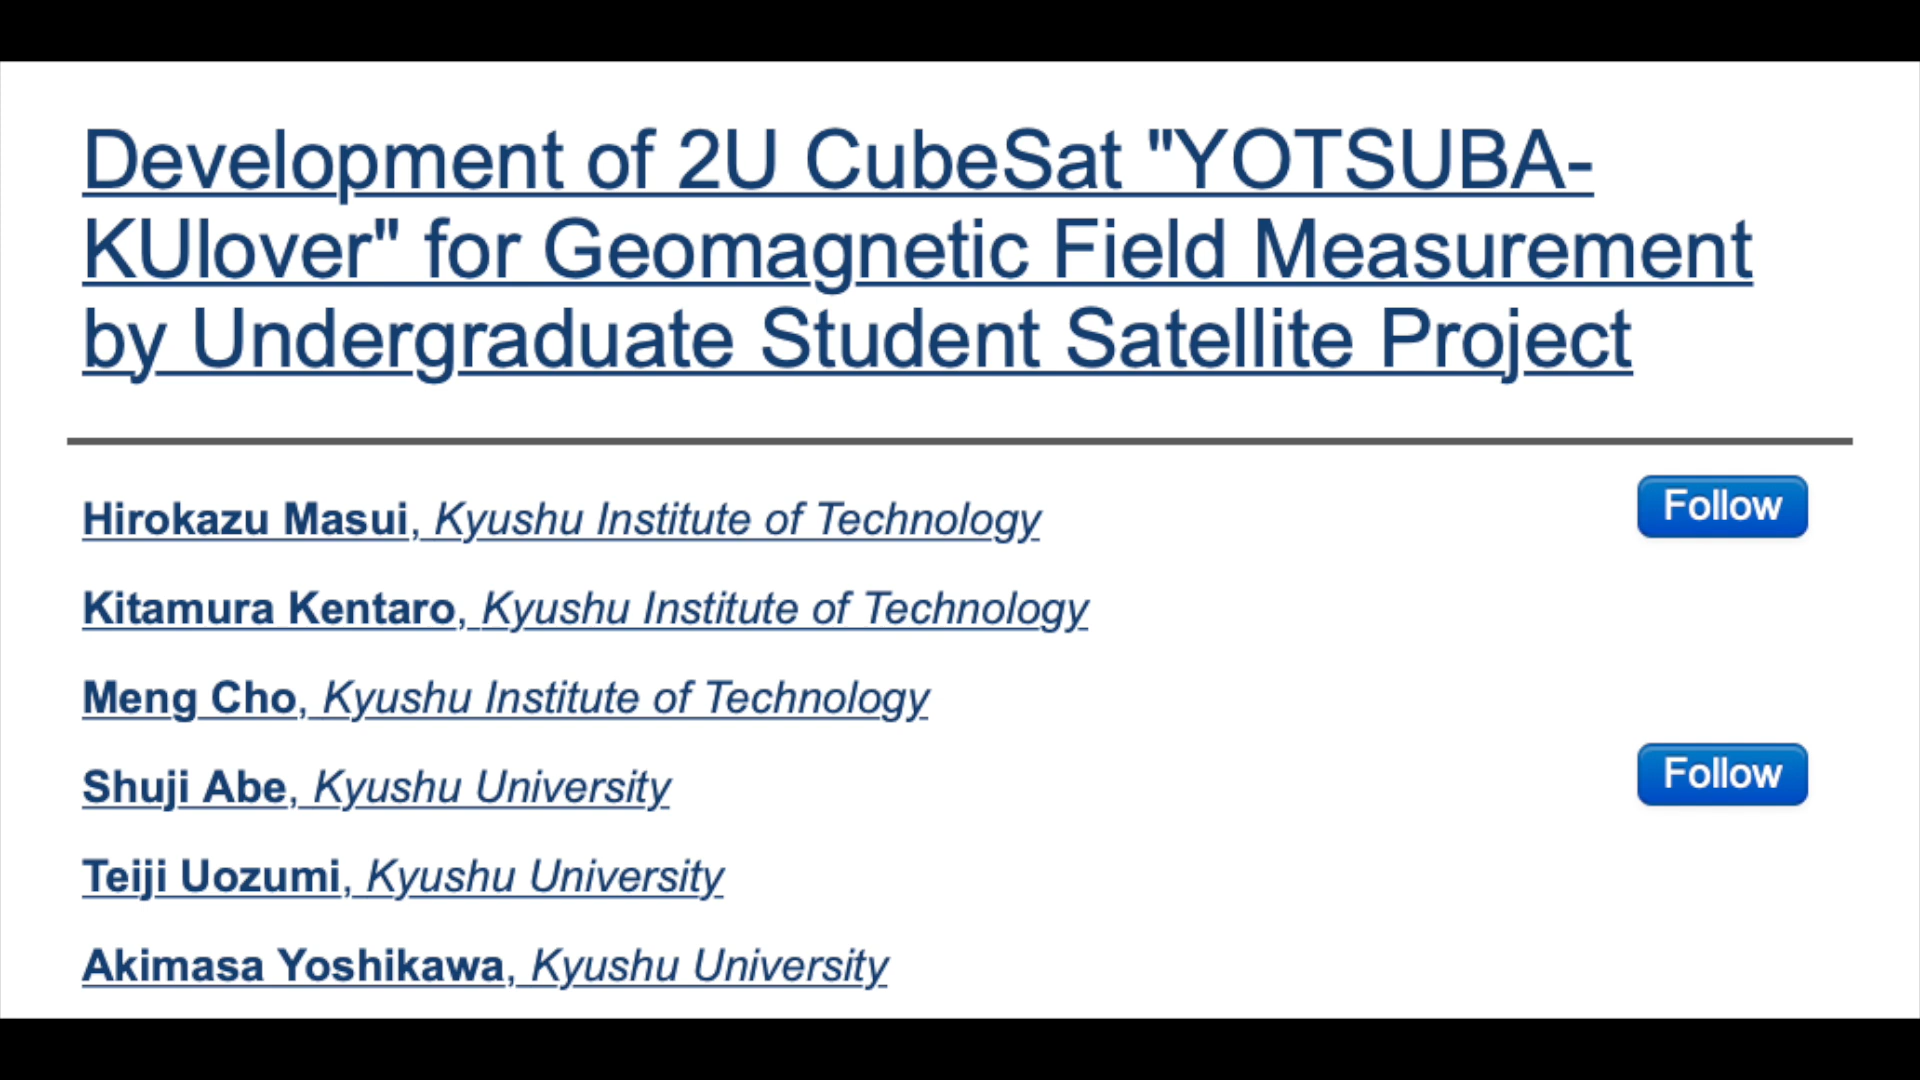 Development of 2U CubeSat "YOTSUBA-
KUlover" for Geomagnetic Field Measurement
by Undergraduate Student Satellite Project
Hirokazu Masui, Kyushu Institute of Technology
Follow
Kitamura Kentaro, Kyushu Institute of Technology
Meng Cho, Kyushu Institute of Technology
Shuji Abe, Kyushu University
Follow
Teiji Uozumi, Kyushu University
Akimasa Yoshikawa, Kyushu University